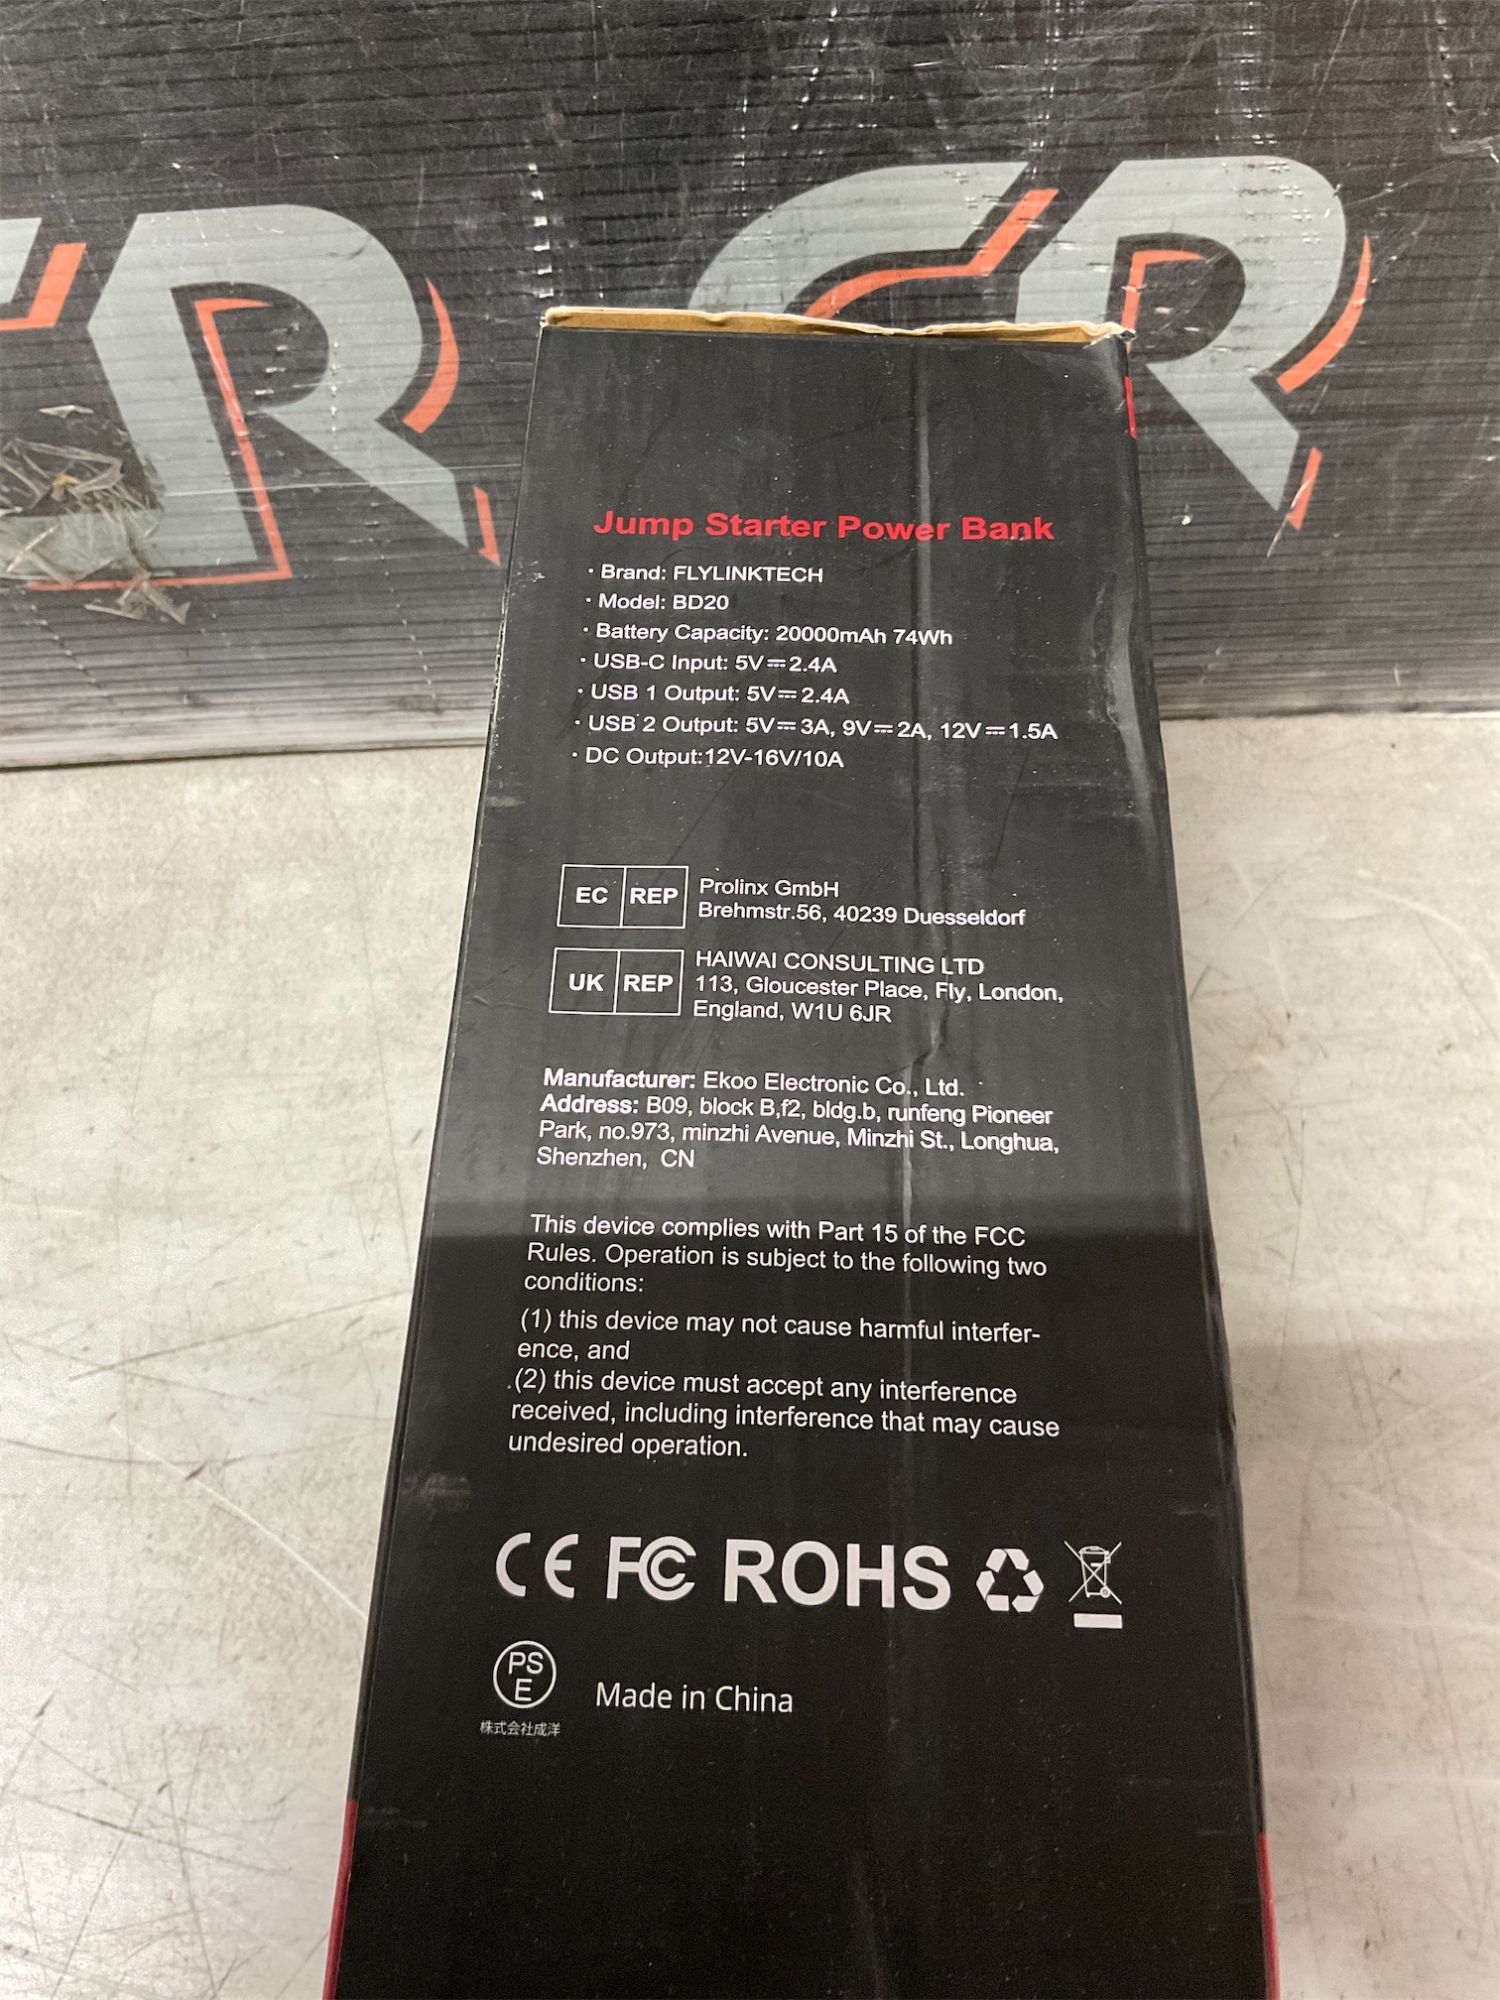 CR
Jump Starter Power Bank
· Brand: FLYLINKTECH
· Model: BD20
· Battery Capacity: 20000mAh 74Wh
· USB-C Input: 5V⎓2.4A
· USB 1 Output: 5V⎓2.4A
· USB 2 Output: 5V⎓3A, 9V⎓2A, 12V⎓1.5A
· DC Output:12V-16V/10A
EC REP Prolinx GmbH
Brehmstr.56, 40239 Duesseldorf
UK REP HAIWAI CONSULTING LTD
113, Gloucester Place, Fly, London,
England, W1U 6JR
Manufacturer: Ekoo Electronic Co., Ltd.
Address: B09, block B,f2, bldg.b, runfeng Pioneer
Park, no.973, minzhi Avenue, Minzhi St., Longhua,
Shenzhen, CN
This device complies with Part 15 of the FCC
Rules. Operation is subject to the following two
conditions:
(1) this device may not cause harmful interfer-
ence, and
(2) this device must accept any interference
received, including interference that may cause
undesired operation.
CE FC ROHS
PS
E
株式会社成洋
Made in China